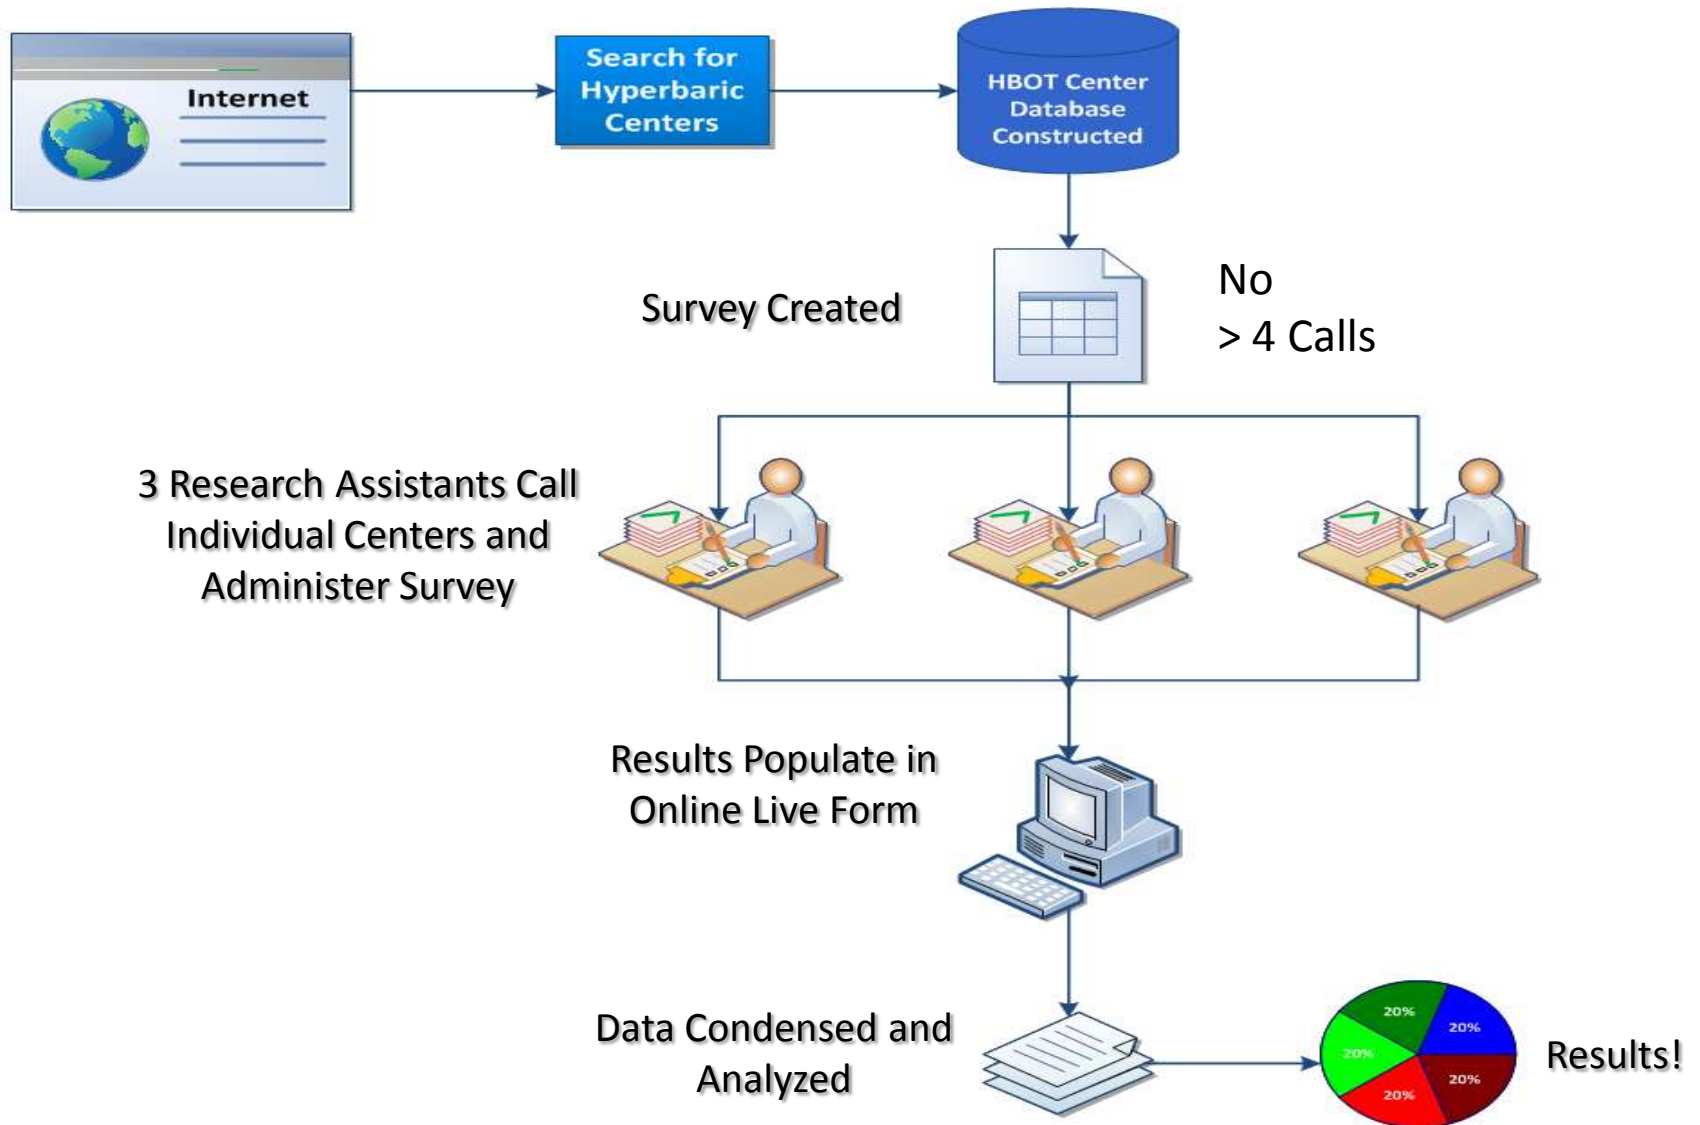 Internet
Search for
Hyperbaric
Centers
HBOT Center
Database
Constructed
Survey Created
No
> 4 Calls
3 Research Assistants Call
Individual Centers and
Administer Survey
Results Populate in
Online Live Form
Data Condensed and
Analyzed
20%
20%
20%
20%
20%
Results!